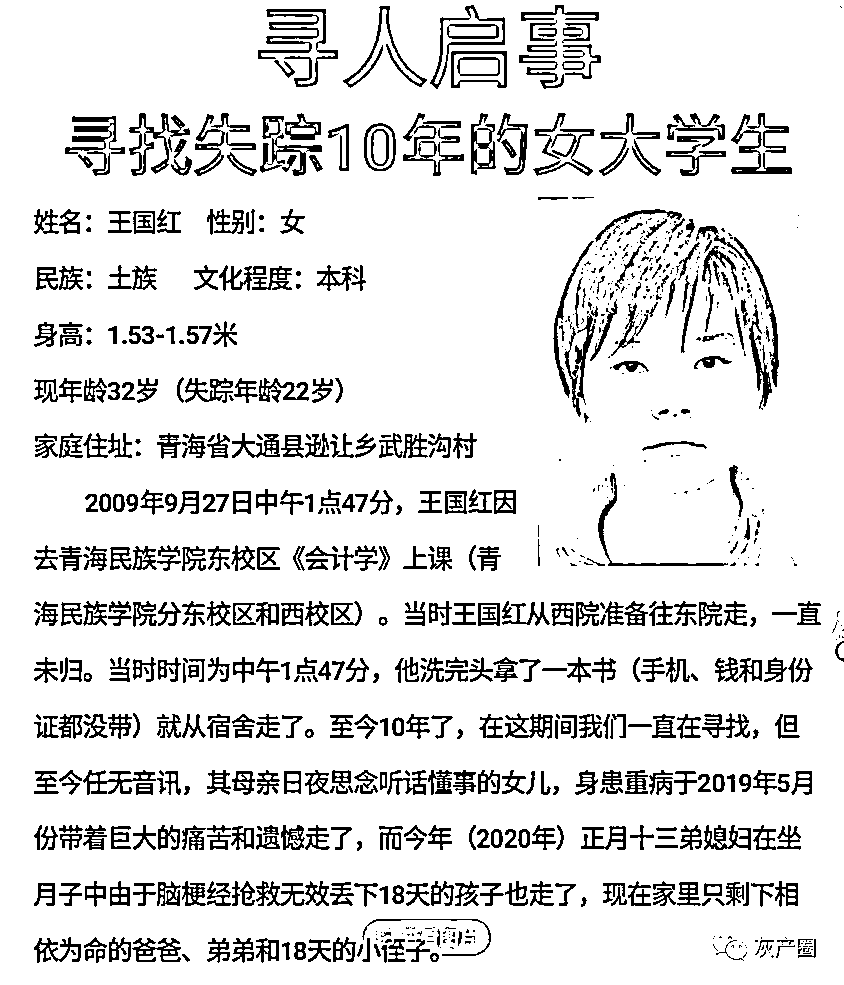 寻人启事
寻找失踪10年的女大学生
姓名：王国红 性别：女
民族：土族 文化程度：本科
身高：1.53-1.57米
现年龄32岁（失踪年龄22岁）
家庭住址：青海省大通县逊让乡武胜沟村
2009年9月27日中午1点47分，王国红因
去青海民族学院东校区《会计学》上课（青
海民族学院分东校区和西校区）。当时王国红从西院准备往东院走，一直
未归。当时时间为中午1点47分，他洗完头拿了一本书（手机、钱和身份
证都没带）就从宿舍走了。至今10年了，在这期间我们一直在寻找，但
至今任无音讯，其母亲日夜思念听话懂事的女儿，身患重病于2019年5月
份带着巨大的痛苦和遗憾走了，而今年（2020年）正月十三弟媳妇在坐
月子中由于脑梗经抢救无效丢下18天的孩子也走了，现在家里只剩下相
依为命的爸爸、弟弟和18天的小侄子。
灰产圈